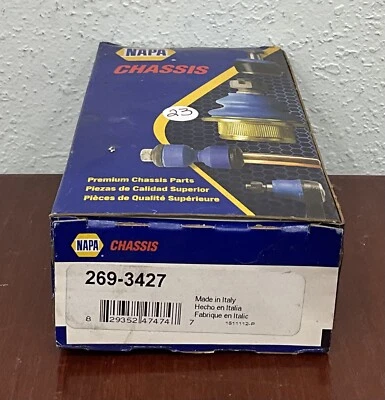 NAPA
CHASSIS
23
Premium Chassis Parts
Piezas de Calidad Superior
Pièces de Qualité Supérieure
NAPA CHASSIS
269-3427
Made in Italy
Hecho en Italia
Fabrique en Italie
8 29352 47474 7
1511112-P